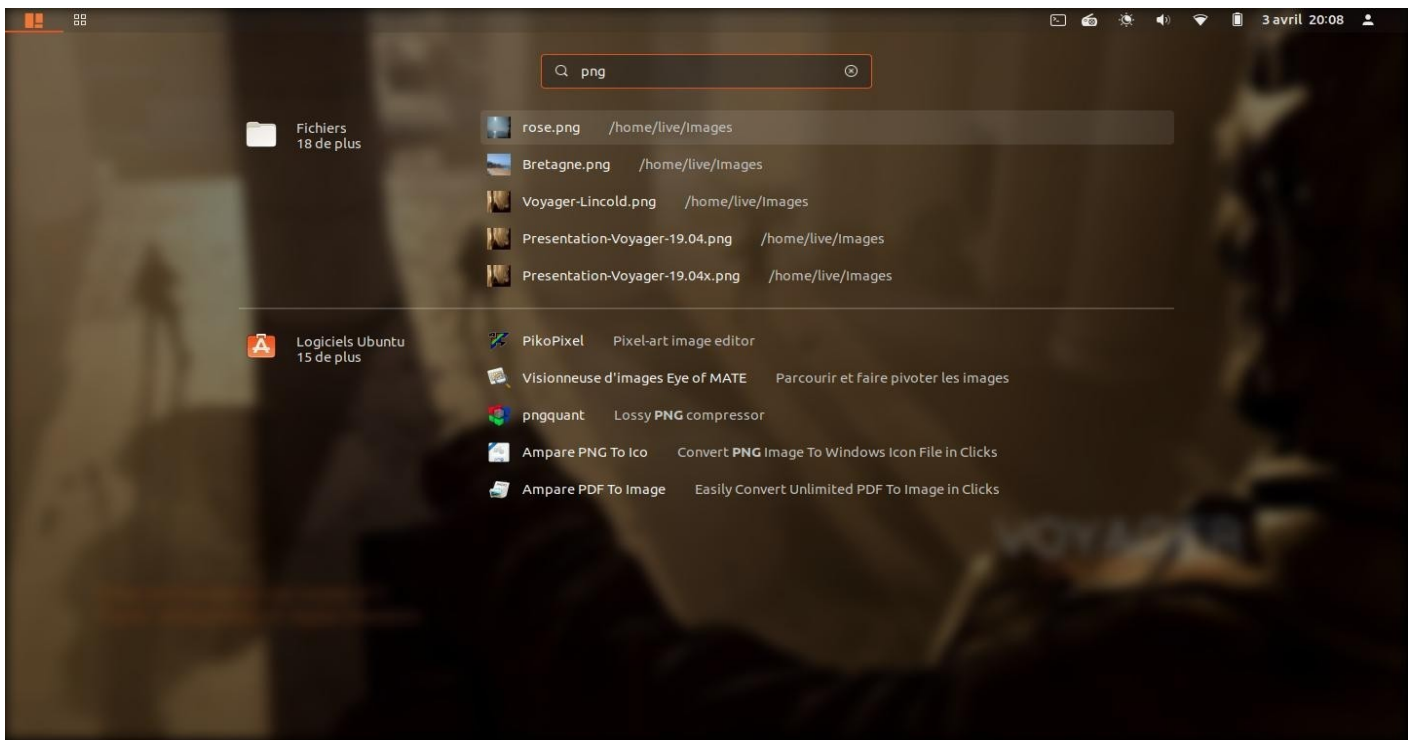 3 avril 20:08
png
Fichiers
18 de plus
rose.png /home/live/Images
Bretagne.png /home/live/Images
Voyager-Lincold.png /home/live/Images
Presentation-Voyager-19.04.png /home/live/Images
Presentation-Voyager-19.04x.png /home/live/Images
Logiciels Ubuntu
15 de plus
PikoPixel Pixel-art image editor
Visionneuse d'images Eye of MATE Parcourir et faire pivoter les images
pngquant Lossy PNG compressor
Ampare PNG To Ico Convert PNG Image To Windows Icon File in Clicks
Ampare PDF To Image Easily Convert Unlimited PDF To Image in Clicks
VOYAGER